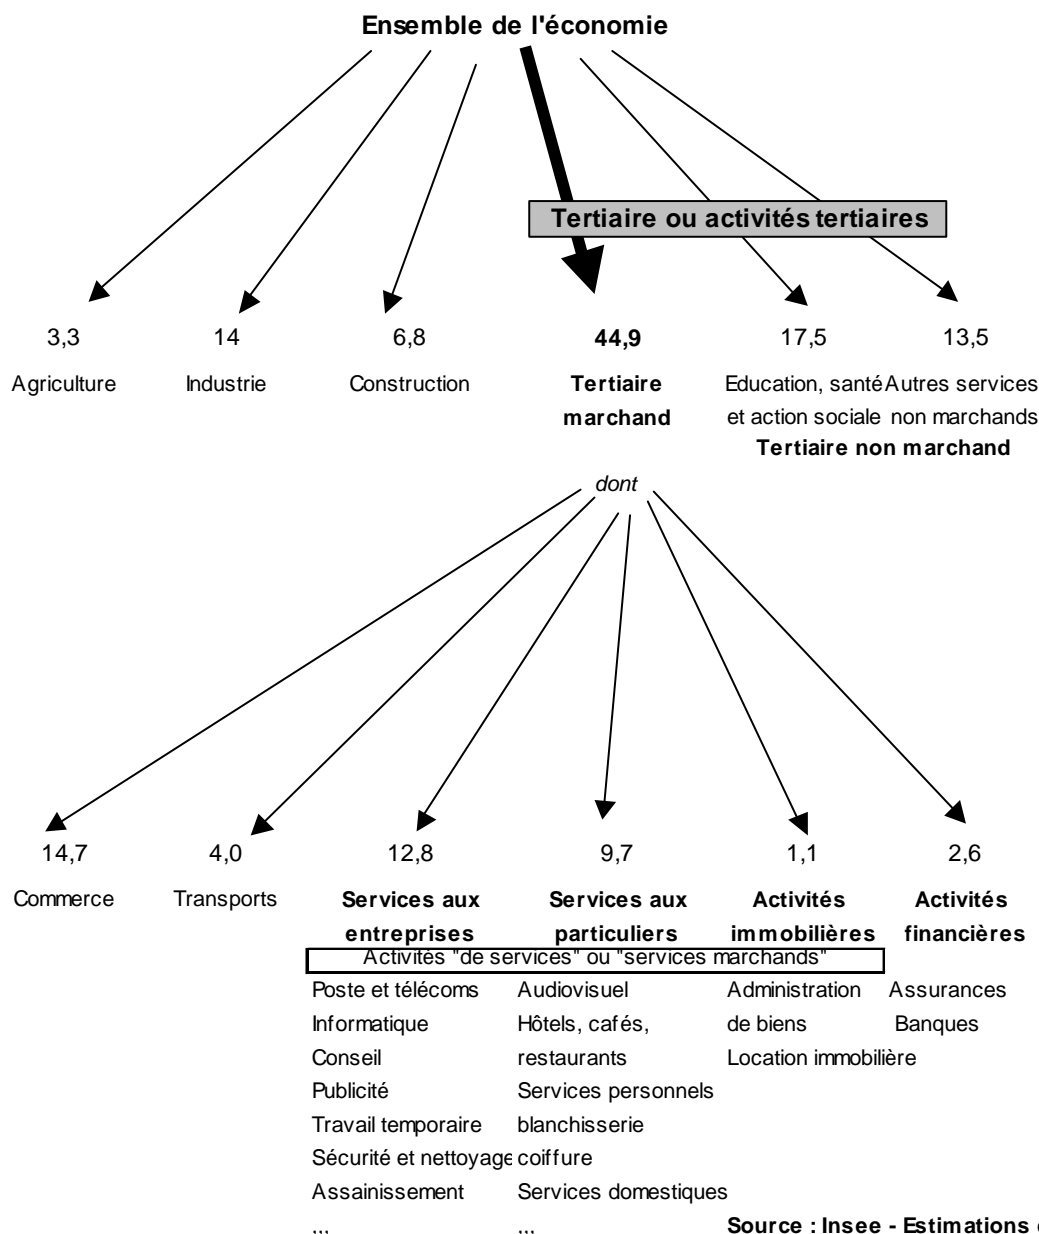 Ensemble de l'économie
Tertiaire ou activités tertiaires
3,3 14 6,8 44,9 17,5 13,5
Agriculture Industrie Construction Tertiaire Education, santé Autres services
marchand et action sociale non marchands
Tertiaire non marchand
dont
14,7 4,0 12,8 9,7 1,1 2,6
Commerce Transports Services aux Services aux Activités Activités
entreprises particuliers immobilières financières
Activités "de services" ou "services marchands"
Poste et télécoms Audiovisuel Administration Assurances
Informatique Hôtels, cafés, de biens Banques
Conseil restaurants Location immobilière
Publicité Services personnels
Travail temporaire blanchisserie
Sécurité et nettoyage coiffure
Assainissement Services domestiques
,,, ,,, Source : Insee - Estimations